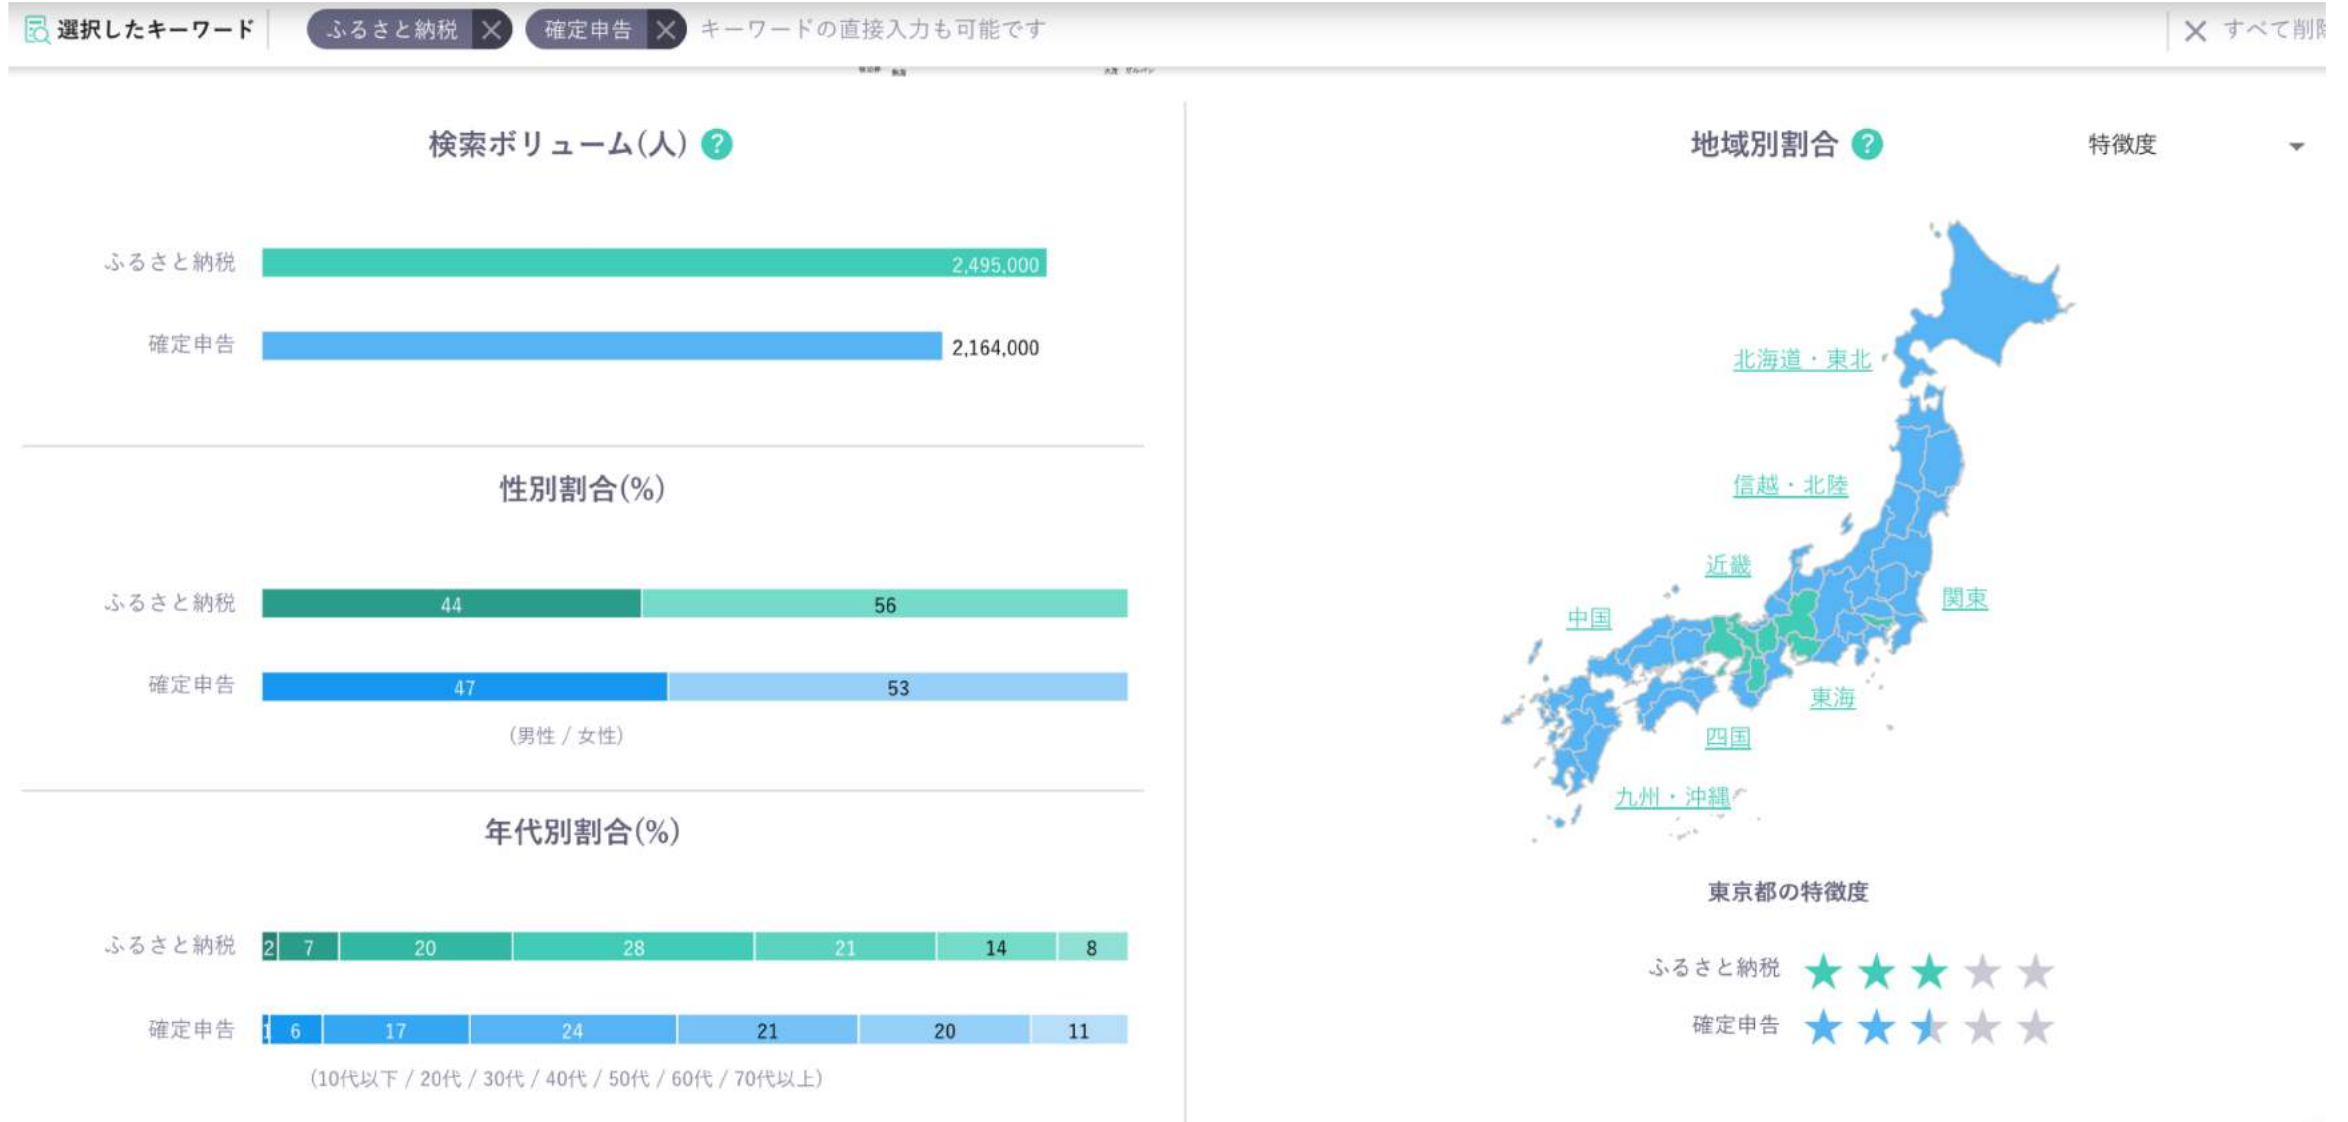 選択したキーワード ふるさと納税 × 確定申告 × キーワードの直接入力も可能です × すべて削除
検索ボリューム(人) ?
ふるさと納税 2,495,000
確定申告 2,164,000
性別割合(%)
ふるさと納税 44 56
確定申告 47 53
(男性 / 女性)
年代別割合(%)
ふるさと納税 2 7 20 28 21 14 8
確定申告 1 6 17 24 21 20 11
(10代以下 / 20代 / 30代 / 40代 / 50代 / 60代 / 70代以上)
地域別割合 ? 特徴度
北海道・東北
信越・北陸
近畿
関東
中国
東海
四国
九州・沖縄
東京都の特徴度
ふるさと納税
確定申告